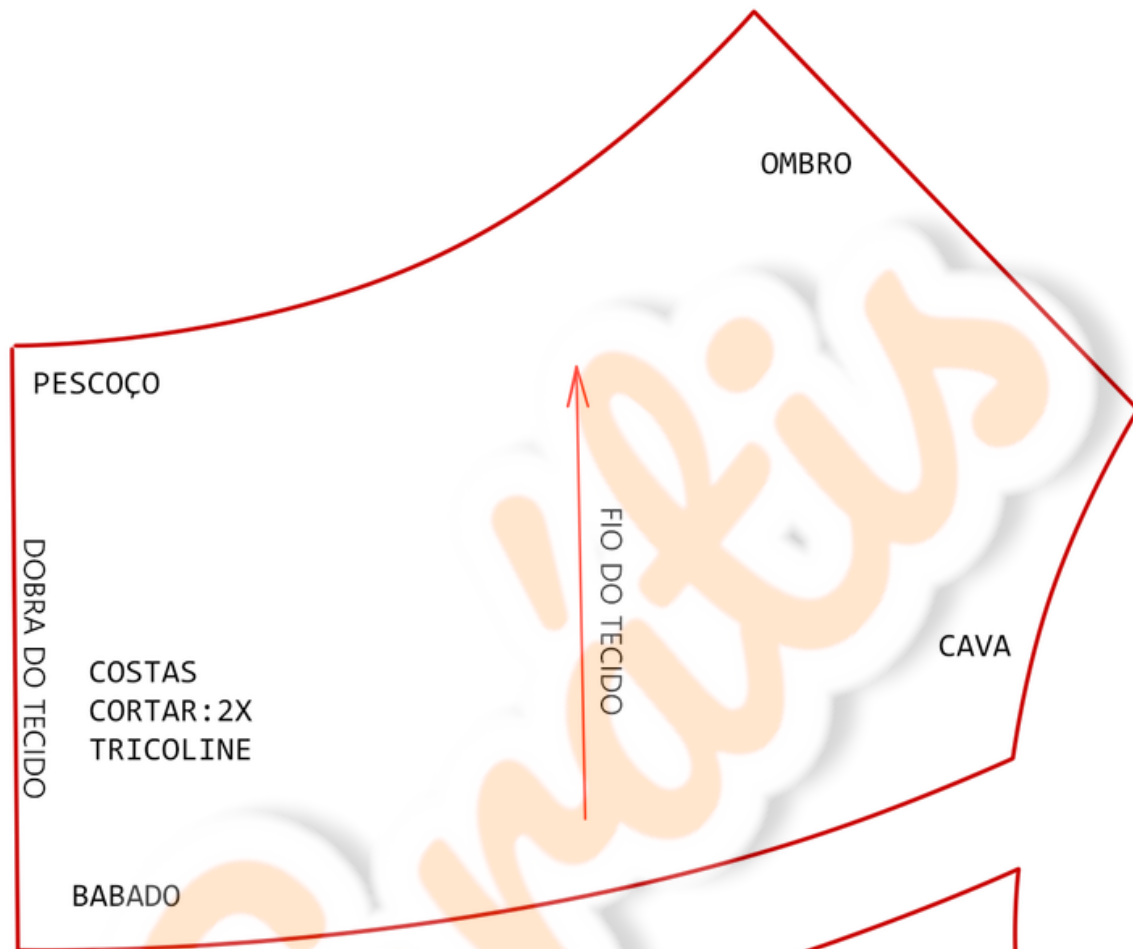 OMBRO
PESCOÇO
FIO DO TECIDO
DOBRA DO TECIDO
CAVA
COSTAS
CORTAR:2X
TRICOLINE
BABADO